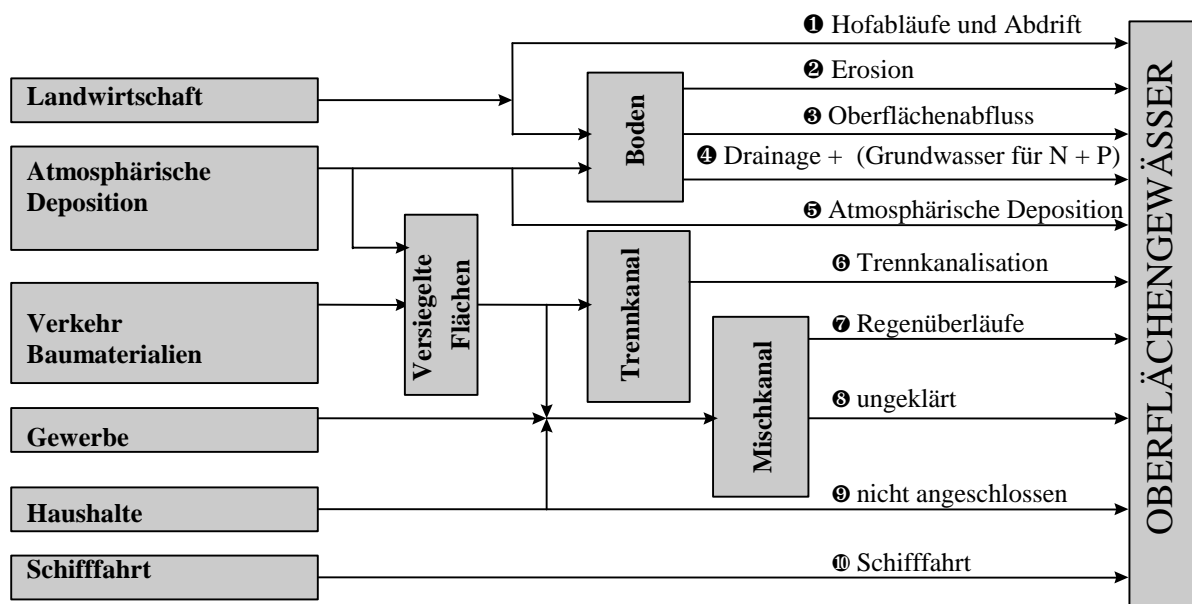 Landwirtschaft
Atmosphärische
Deposition
Verkehr
Baumaterialien
Gewerbe
Haushalte
Schifffahrt
Versiegelte
Flächen
Boden
Trennkanal
Mischkanal
❶ Hofabläufe und Abdrift
❷ Erosion
❸ Oberflächenabfluss
❹ Drainage + (Grundwasser für N + P)
❺ Atmosphärische Deposition
❻ Trennkanalisation
❼ Regenüberläufe
❽ ungeklärt
❾ nicht angeschlossen
❿ Schifffahrt
OBERFLÄCHENGEWÄSSER